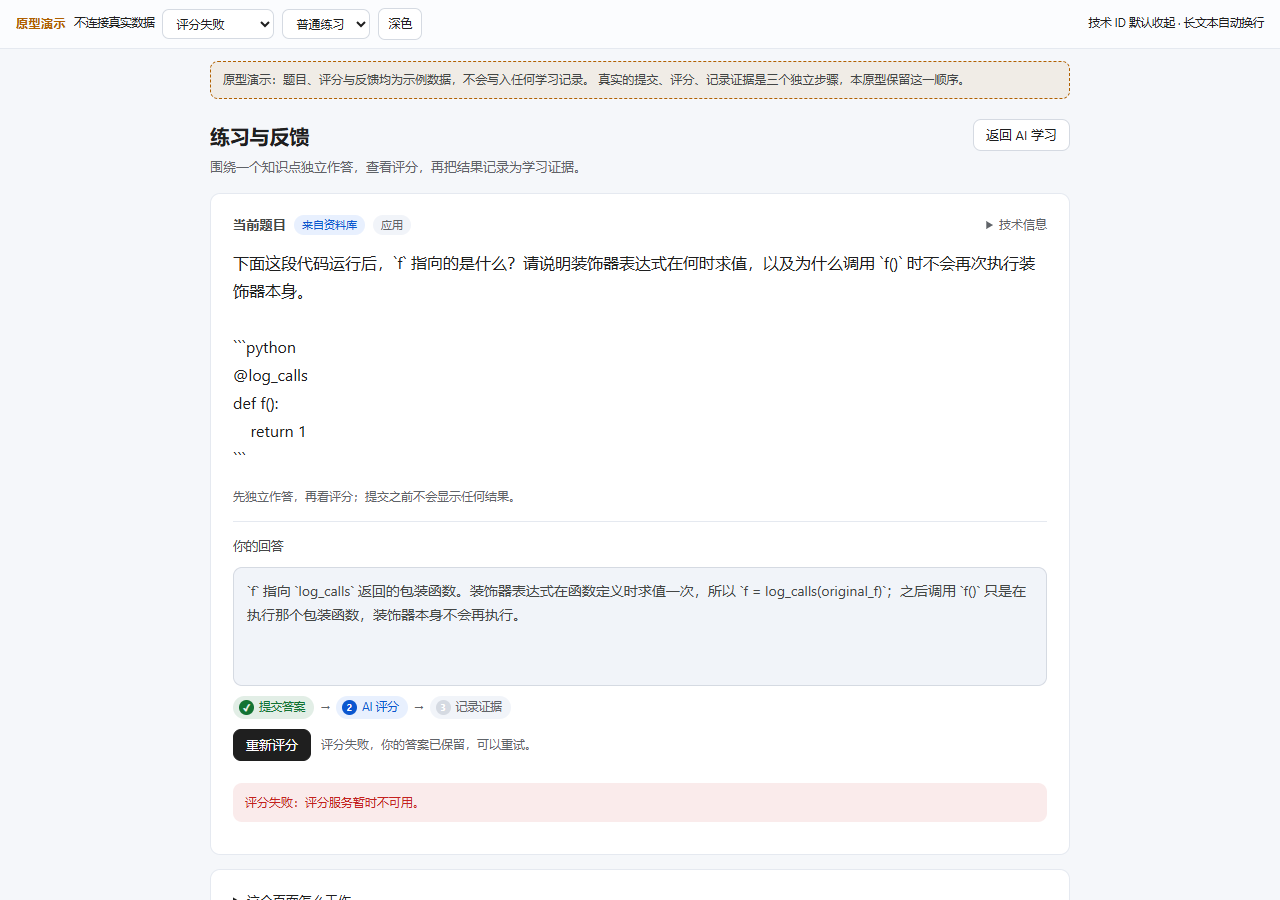 原型演示 不连接真实数据 评分失败 普通练习 深色 技术 ID 默认收起 · 长文本自动换行
原型演示：题目、评分与反馈均为示例数据，不会写入任何学习记录。 真实的提交、评分、记录证据是三个独立步骤，本原型保留这一顺序。
练习与反馈 返回 AI 学习
围绕一个知识点独立作答，查看评分，再把结果记录为学习证据。
当前题目 来自资料库 应用 ▶ 技术信息
下面这段代码运行后，`f` 指向的是什么？请说明装饰器表达式在何时求值，以及为什么调用 `f()` 时不会再次执行装
饰器本身。
```python
@log_calls
def f():
    return 1
```
先独立作答，再看评分；提交之前不会显示任何结果。
你的回答
`f` 指向 `log_calls` 返回的包装函数。装饰器表达式在函数定义时求值一次，所以 `f = log_calls(original_f)`；之后调用 `f()` 只是在
执行那个包装函数，装饰器本身不会再执行。
✓ 提交答案 → 2 AI 评分 → 3 记录证据
重新评分 评分失败，你的答案已保留，可以重试。
评分失败：评分服务暂时不可用。
▶ 这个页面怎么工作